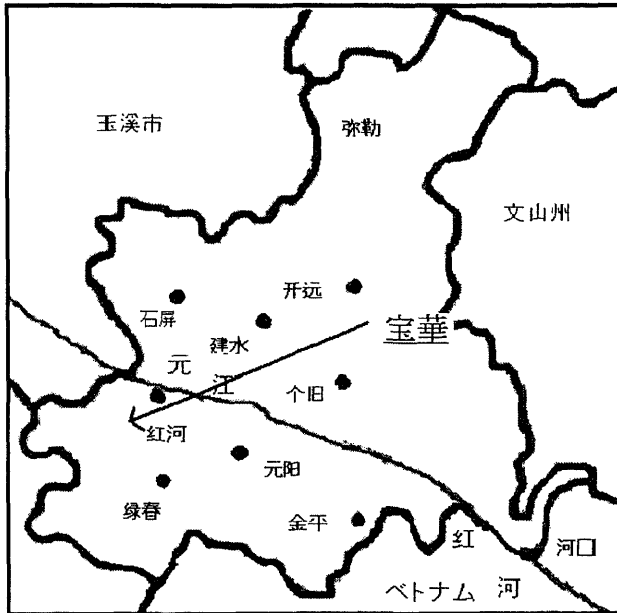 玉溪市
弥勒
文山州
开远
石屏
宝華
建水
元江
个旧
红河
元阳
绿春
金平
红河
河口
ベトナム